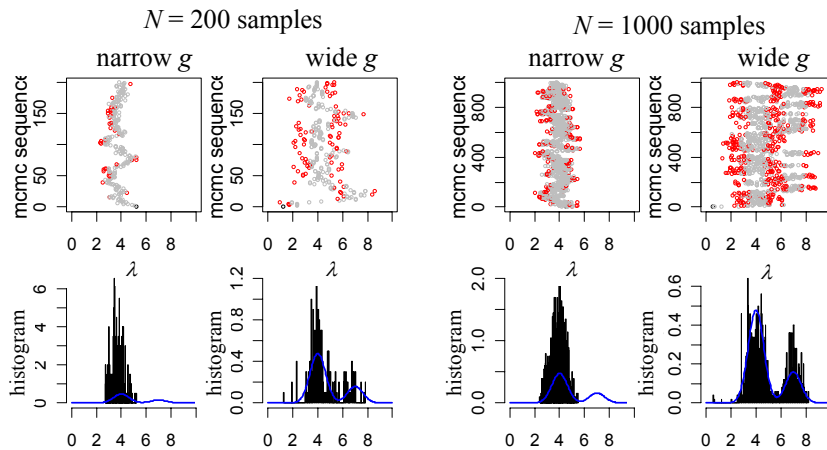 N = 200 samples
N = 1000 samples
narrow g
wide g
narrow g
wide g
mcmc sequence
0 50 150
0 2 4 6 8
mcmc sequence
0 50 150
0 2 4 6 8
mcmc sequence
0 400 800
0 2 4 6 8
mcmc sequence
0 400 800
0 2 4 6 8
λ
λ
histogram
0 2 4 6
0 2 4 6 8
histogram
0.0 0.4 0.8 1.2
0 2 4 6 8
histogram
0.0 1.0 2.0
0 2 4 6 8
histogram
0.0 0.2 0.4 0.6
0 2 4 6 8